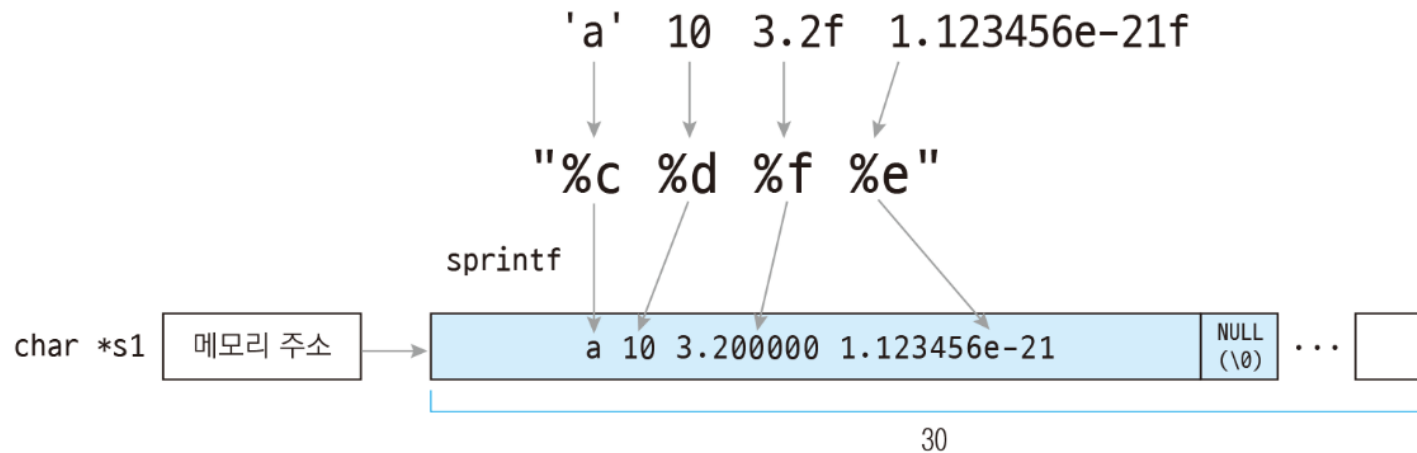 'a' 10 3.2f 1.123456e-21f
"%c %d %f %e"
sprintf
char *s1 메모리 주소 a 10 3.200000 1.123456e-21 NULL (\0) ···
30